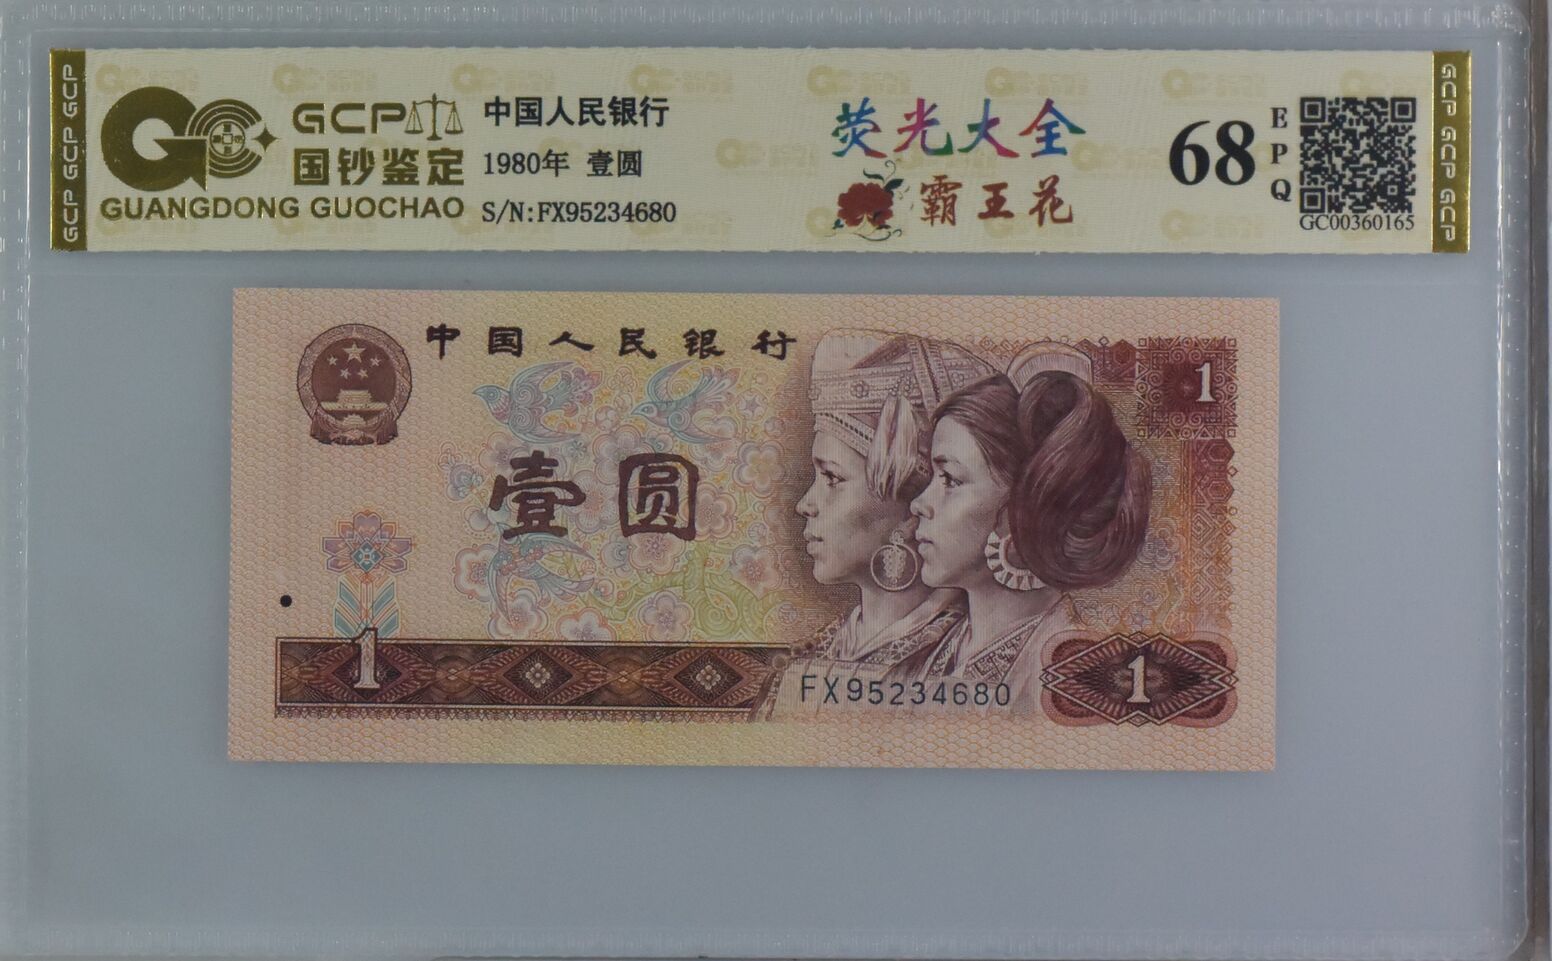 GCP GCP GCP
GCP
国钞鉴定
GUANGDONG GUOCHAO
中国人民银行
1980年 壹圆
S/N:FX95234680
荧光大全
霸王花
68
EPQ
GC00360165
GCP GCP GCP
中国人民银行
1
壹圆
1
FX95234680
1